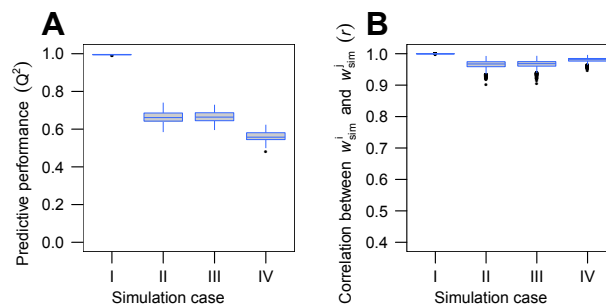 A
Predictive performance (Q²)
1.0
0.8
0.6
0.4
0.2
0.0
I II III IV
Simulation case
B
Correlation between wⁱsim and wʲsim (r)
1.0
0.9
0.8
0.7
0.6
0.5
0.4
I II III IV
Simulation case